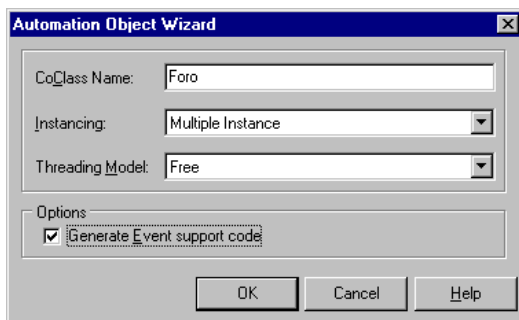 Automation Object Wizard
CoClass Name: Foro
Instancing: Multiple Instance
Threading Model: Free
Options
Generate Event support code
OK Cancel Help